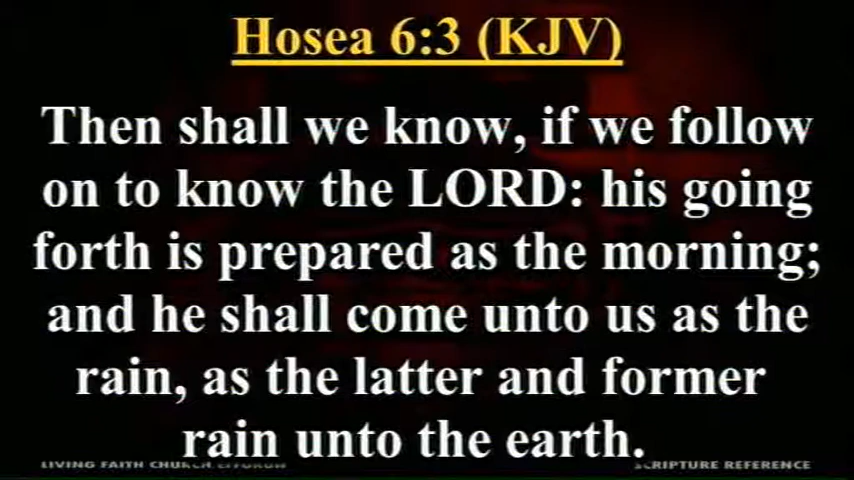 Hosea 6:3 (KJV)
Then shall we know, if we follow
on to know the LORD: his going
forth is prepared as the morning;
and he shall come unto us as the
rain, as the latter and former
rain unto the earth.
LIVING FAITH CHURCH, EFFURUN
SCRIPTURE REFERENCE